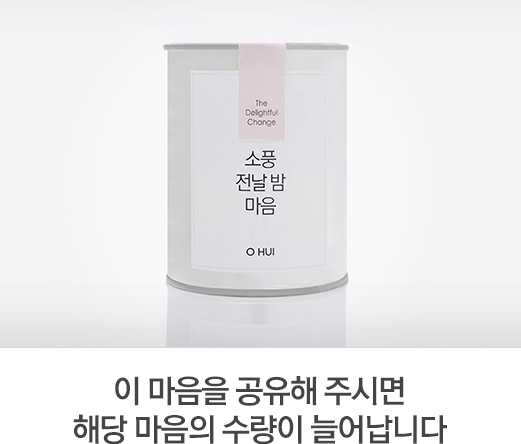 The
Delightful
Change
소풍
전날 밤
마음
O HUI
이 마음을 공유해 주시면
해당 마음의 수량이 늘어납니다